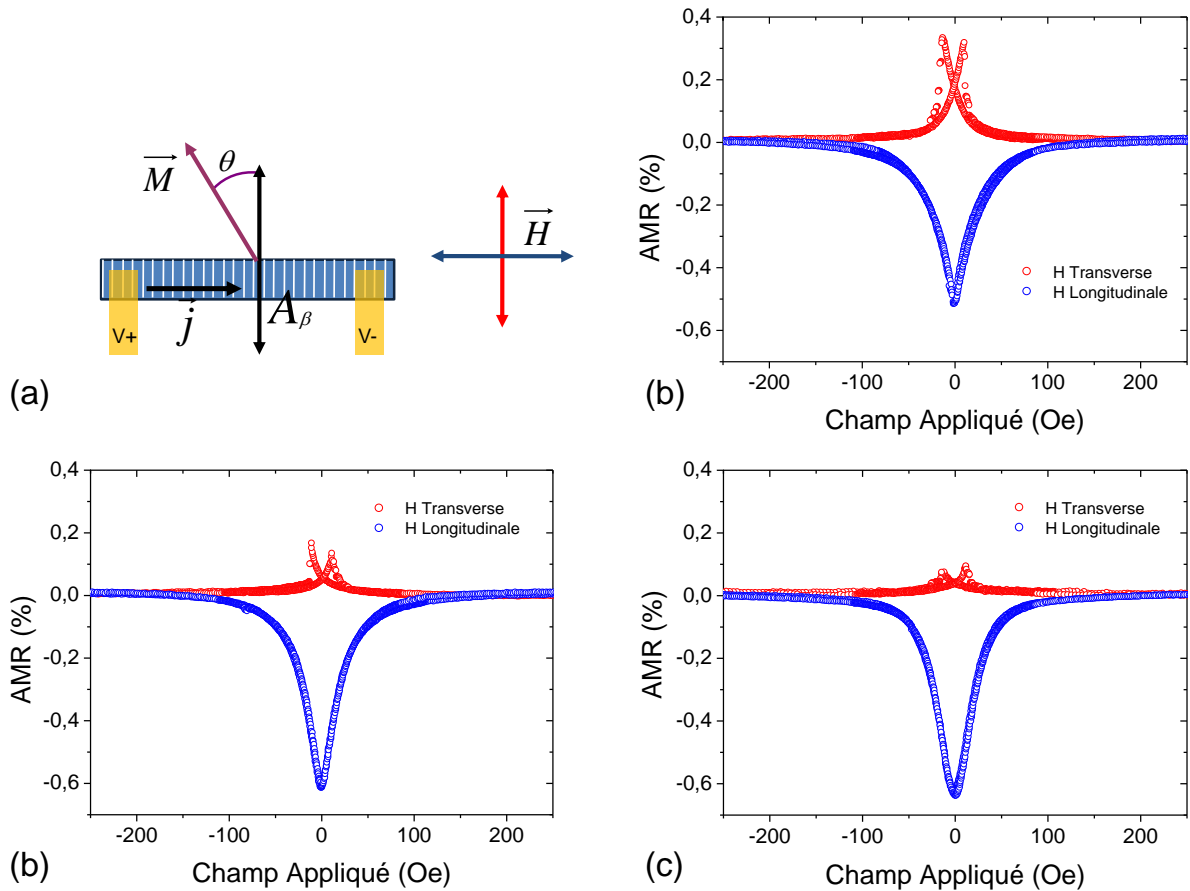 M
θ
H
j
Aβ
V+
V-
(a)
AMR (%)
0,4
0,2
0,0
-0,2
-0,4
-0,6
H Transverse
H Longitudinale
-200 -100 0 100 200
Champ Appliqué (Oe)
(b)
AMR (%)
0,4
0,2
0,0
-0,2
-0,4
-0,6
H Transverse
H Longitudinale
-200 -100 0 100 200
Champ Appliqué (Oe)
(b)
AMR (%)
0,4
0,2
0,0
-0,2
-0,4
-0,6
H Transverse
H Longitudinale
-200 -100 0 100 200
Champ Appliqué (Oe)
(c)